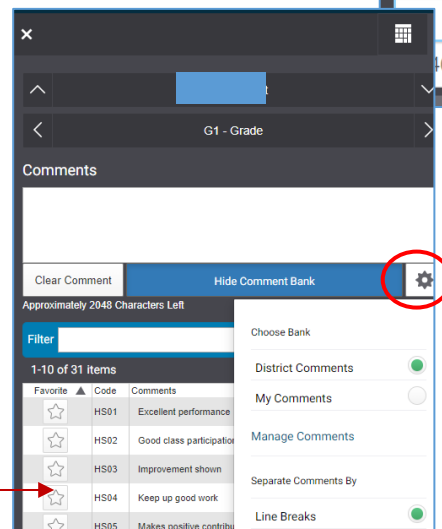 ×
G1 - Grade
Comments
Clear Comment
Hide Comment Bank
Approximately 2048 Characters Left
Filter
1-10 of 31 items
Favorite ▲ Code Comments
HS01 Excellent performance
HS02 Good class participation
HS03 Improvement shown
HS04 Keep up good work
HS05 Makes positive
Choose Bank
District Comments
My Comments
Manage Comments
Separate Comments By
Line Breaks